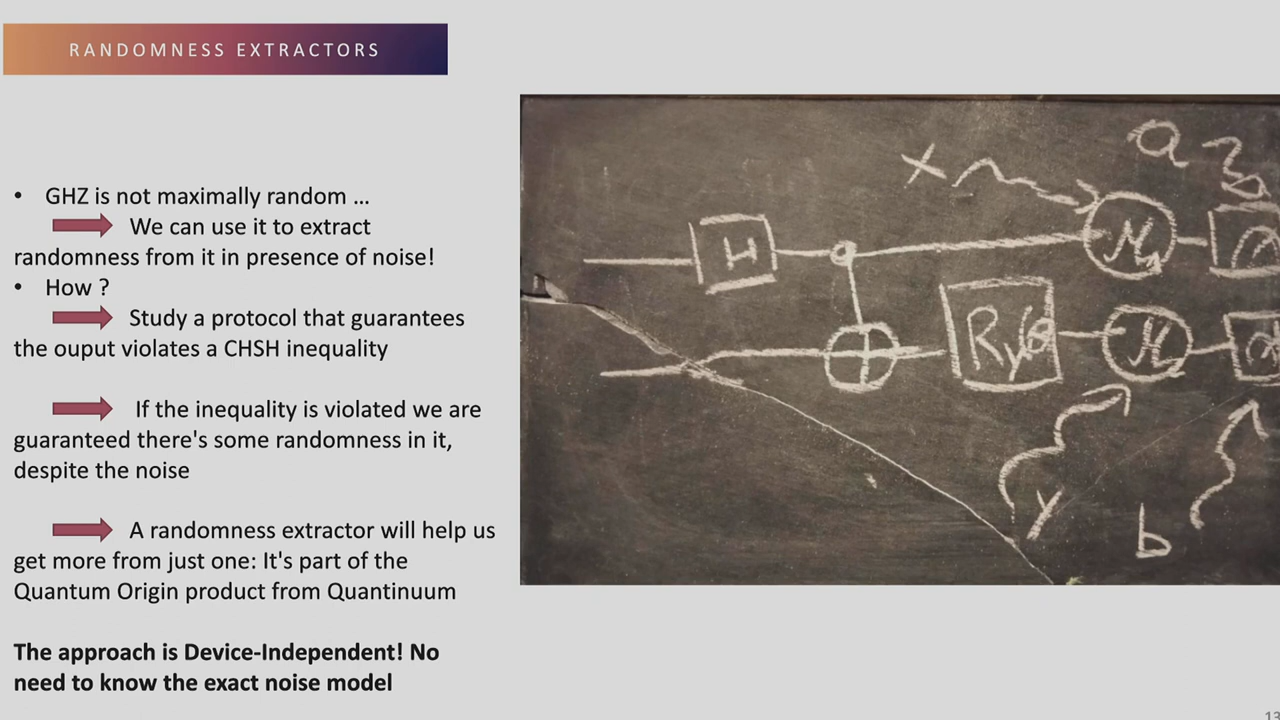 RANDOMNESS EXTRACTORS
• GHZ is not maximally random ...
We can use it to extract
randomness from it in presence of noise!
• How ?
Study a protocol that guarantees
the ouput violates a CHSH inequality
If the inequality is violated we are
guaranteed there's some randomness in it,
despite the noise
A randomness extractor will help us
get more from just one: It's part of the
Quantum Origin product from Quantinuum
The approach is Device-Independent! No
need to know the exact noise model
x
a
H
Ry
y
b
13